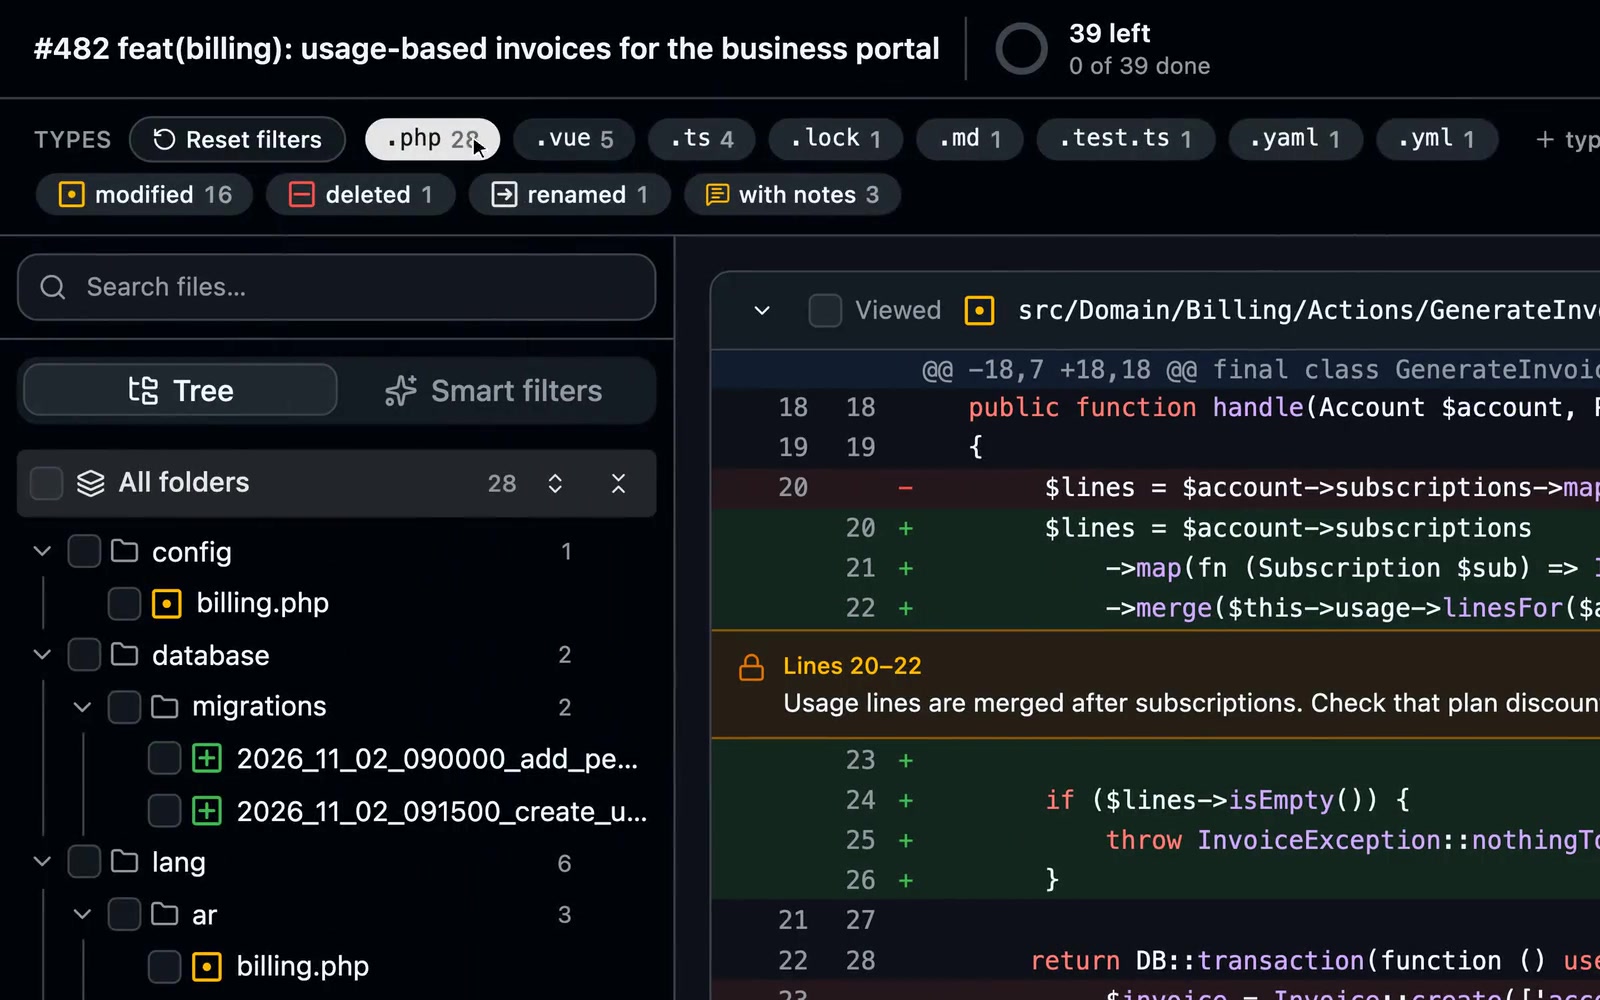 #482 feat(billing): usage-based invoices for the business portal
39 left
0 of 39 done
TYPES Reset filters .php 28 .vue 5 .ts 4 .lock 1 .md 1 .test.ts 1 .yaml 1 .yml 1 + typ
modified 16 deleted 1 renamed 1 with notes 3
Search files...
Tree Smart filters
All folders 28
config 1
billing.php
database 2
migrations 2
2026_11_02_090000_add_pe...
2026_11_02_091500_create_u...
lang 6
ar 3
billing.php
Viewed src/Domain/Billing/Actions/GenerateInv
@@ -18,7 +18,18 @@ final class GenerateInvoi
18 18 public function handle(Account $account,
19 19 {
20 - $lines = $account->subscriptions->map
20 + $lines = $account->subscriptions
21 + ->map(fn (Subscription $sub) =>
22 + ->merge($this->usage->linesFor($a
Lines 20–22
Usage lines are merged after subscriptions. Check that plan discoun
23 +
24 + if ($lines->isEmpty()) {
25 + throw InvoiceException::nothingTo
26 + }
21 27
22 28 return DB::transaction(function () use
23 $invoice = Invoice::create(['acc